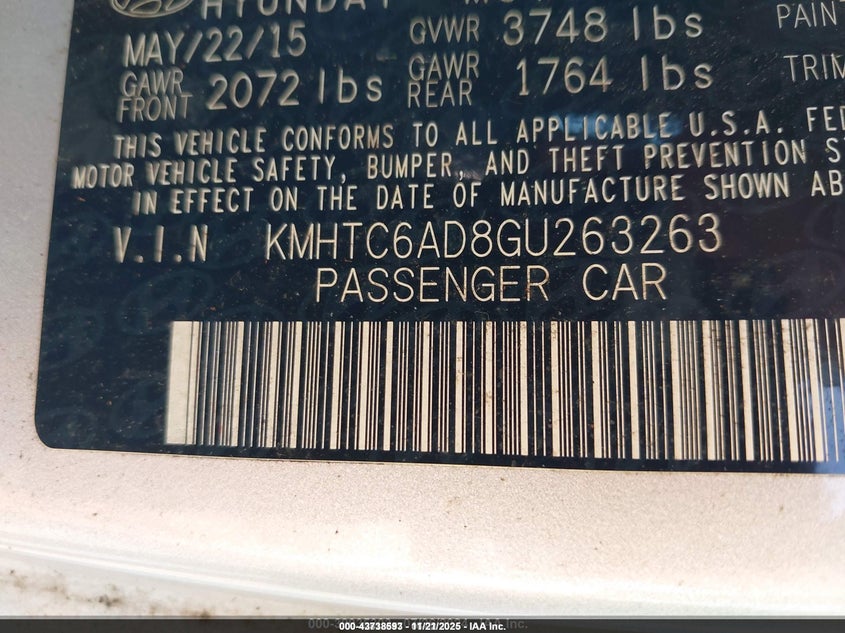 HYUNDAI
MAY/22/15 GVWR 3748 lbs PAIN
GAWR FRONT 2072 lbs GAWR REAR 1764 lbs TRIM
THIS VEHICLE CONFORMS TO ALL APPLICABLE U.S.A. FED
MOTOR VEHICLE SAFETY, BUMPER, AND THEFT PREVENTION S
IN EFFECT ON THE DATE OF MANUFACTURE SHOWN AB
V.I.N KMHTC6AD8GU263263
PASSENGER CAR
000-43738593 11/21/2025 - IAA Inc.